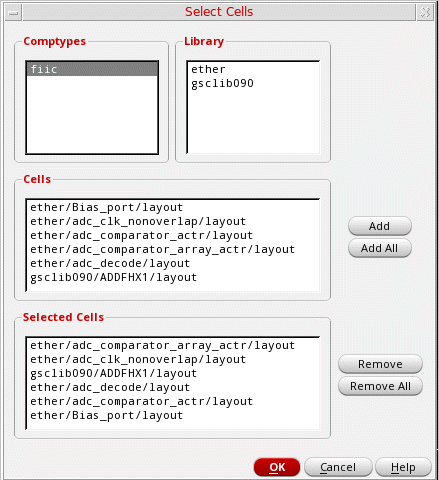 Select Cells
Comptypes
fiic
Library
ether
gsclib090
Cells
ether/Bias_port/layout
ether/adc_clk_nonoverlap/layout
ether/adc_comparator_actr/layout
ether/adc_comparator_array_actr/layout
ether/adc_decode/layout
gsclib090/ADDFHX1/layout
Add
Add All
Selected Cells
ether/adc_comparator_array_actr/layout
ether/adc_clk_nonoverlap/layout
gsclib090/ADDFHX1/layout
ether/adc_decode/layout
ether/adc_comparator_actr/layout
ether/Bias_port/layout
Remove
Remove All
OK
Cancel
Help